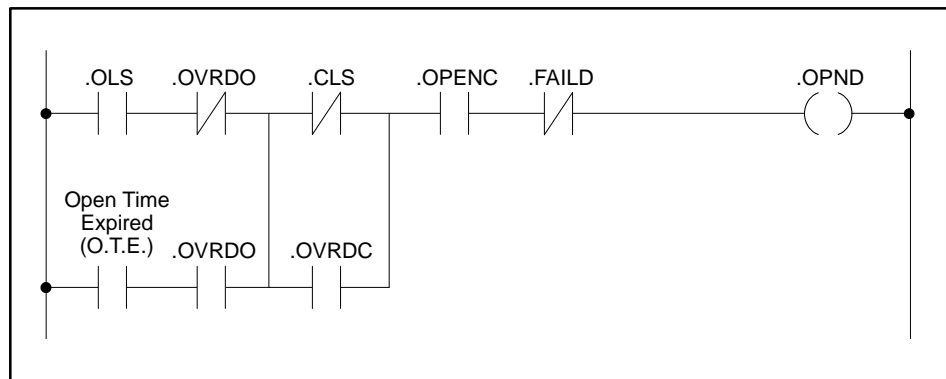 .OLS .OVRDO .CLS .OPENC .FAILD .OPND
Open Time
Expired
(O.T.E.) .OVRDO .OVRDC